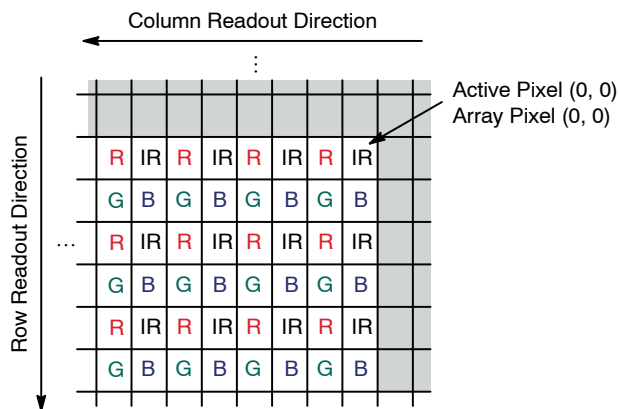 Column Readout Direction
...
Active Pixel (0, 0)
Array Pixel (0, 0)
Row Readout Direction
R IR R IR R IR R IR
G B G B G B G B
...
R IR R IR R IR R IR
G B G B G B G B
R IR R IR R IR R IR
G B G B G B G B